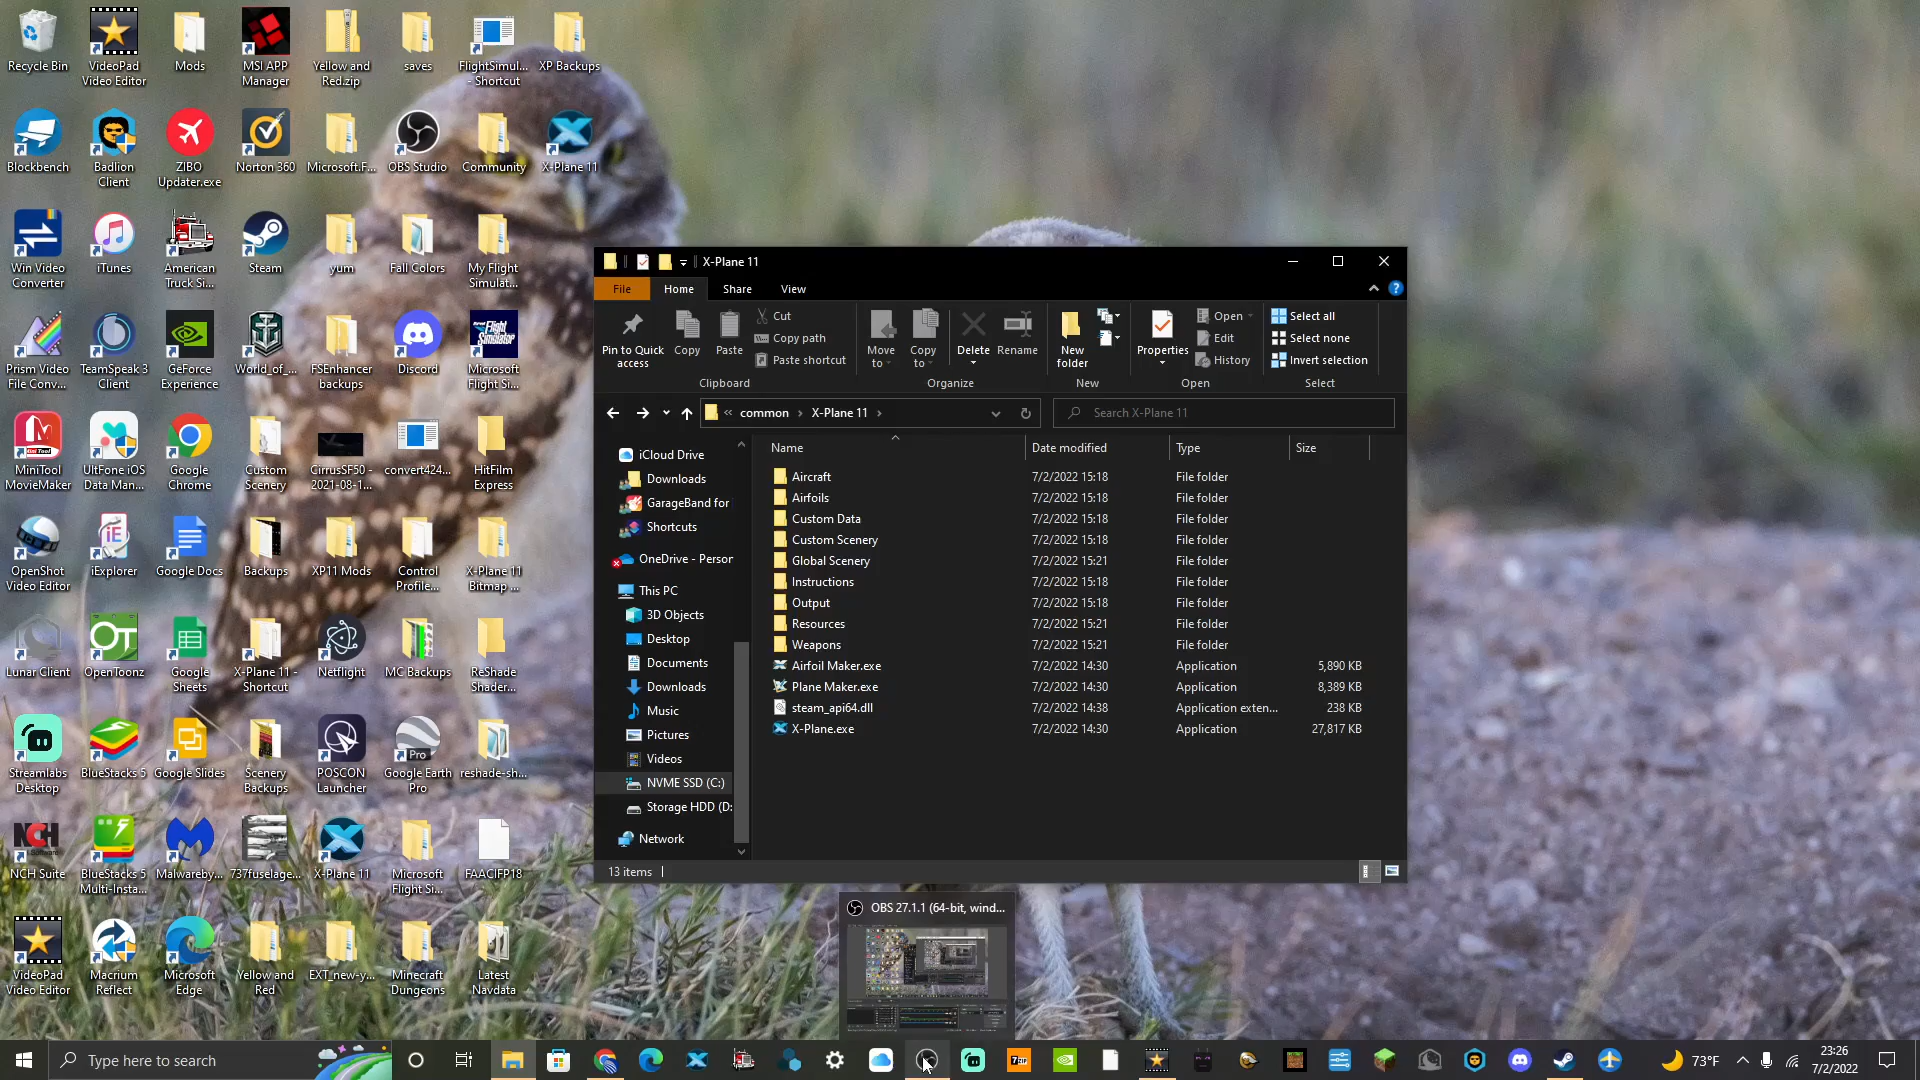 Recycle Bin
VideoPad
Video Editor
Mods
MSI APP
Manager
Yellow and
Red.zip
saves
FlightSimul...
- Shortcut
XP Backups
Blockbench
Badlion
Client
ZIBO
Updater.exe
Norton 360
Microsoft.F...
OBS Studio
Community
X-Plane 11
Win Video
Converter
iTunes
American
Truck Si...
Steam
yum
Fall Colors
My Flight
Simulat...
Prism Video
File Conv...
TeamSpeak 3
Client
GeForce
Experience
World_of_...
FSEnhancer
backups
Discord
Microsoft
Flight Si...
MiniTool
MovieMaker
UltFone iOS
Data Man...
Google
Chrome
Custom
Scenery
CirrusSF50 -
2021-08-1...
convert424...
HitFilm
Express
OpenShot
Video Editor
iExplorer
Google Docs
Backups
XP11 Mods
Control
Profile...
X-Plane 11
Bitmap ...
Lunar Client
OpenToonz
Google
Sheets
X-Plane 11 -
Shortcut
Netflight
MC Backups
ReShade
Shader...
Streamlabs
Desktop
BlueStacks 5
Google Slides
Scenery
Backups
POSCON
Launcher
Pro
Google Earth
Pro
reshade-sh...
NCH
NCH Suite
BlueStacks 5
Multi-Insta...
Malwareby...
737fuselage...
X-Plane 11
Microsoft
Flight Si...
FAACIFP18
VideoPad
Video Editor
Macrium
Reflect
Microsoft
Edge
Yellow and
Red
EXT_new-y...
Minecraft
Dungeons
Latest
Navdata
X-Plane 11
File
Home
Share
View
Pin to Quick
access
Copy
Paste
Cut
Copy path
Paste shortcut
Clipboard
Move
to
Copy
to
Delete
Rename
Organize
New
folder
New
Properties
Open
Edit
History
Open
Select all
Select none
Invert selection
Select
« common › X-Plane 11 ›
Search X-Plane 11
iCloud Drive
Downloads
GarageBand for
Shortcuts
OneDrive - Person
This PC
3D Objects
Desktop
Documents
Downloads
Music
Pictures
Videos
NVME SSD (C:)
Storage HDD (D:
Network
Name Date modified Type Size
Aircraft 7/2/2022 15:18 File folder
Airfoils 7/2/2022 15:18 File folder
Custom Data 7/2/2022 15:18 File folder
Custom Scenery 7/2/2022 15:18 File folder
Global Scenery 7/2/2022 15:21 File folder
Instructions 7/2/2022 15:18 File folder
Output 7/2/2022 15:18 File folder
Resources 7/2/2022 15:21 File folder
Weapons 7/2/2022 15:21 File folder
Airfoil Maker.exe 7/2/2022 14:30 Application 5,890 KB
Plane Maker.exe 7/2/2022 14:30 Application 8,389 KB
steam_api64.dll 7/2/2022 14:38 Application exten... 238 KB
X-Plane.exe 7/2/2022 14:30 Application 27,817 KB
13 items
OBS 27.1.1 (64-bit, wind...
Type here to search
7ZIP
73°F
23:26
7/2/2022